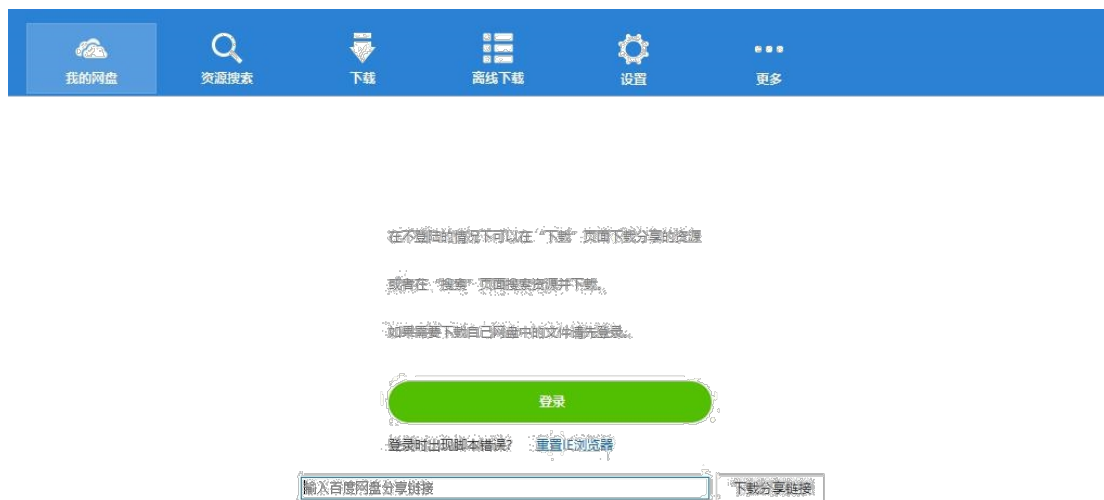 我的网盘 资源搜索 下载 离线下载 设置 更多
在不登陆的情况下可以在“下载”页面下载分享的资源
或者在“搜索”页面搜索资源并下载。
如果需要下载自己网盘中的文件请先登录。
登录
登录时出现脚本错误? 重置IE浏览器
输入百度网盘分享链接 下载分享链接